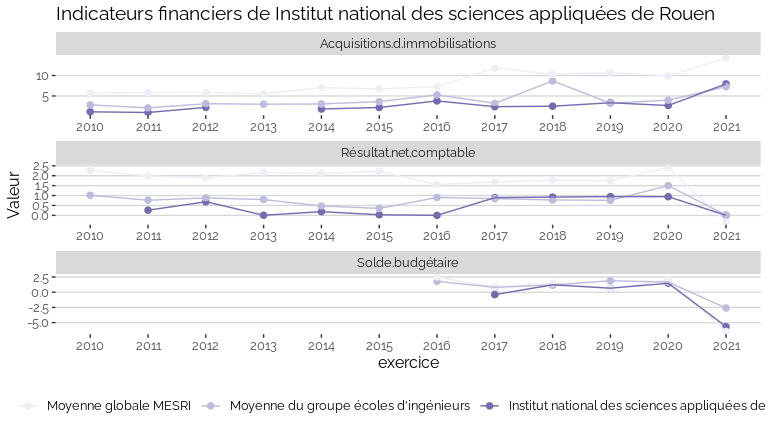 Indicateurs financiers de Institut national des sciences appliquées de Rouen
Acquisitions.d.immobilisations
10
5
2010 2011 2012 2013 2014 2015 2016 2017 2018 2019 2020 2021
Résultat.net.comptable
2.5
2.0
1.5
1.0
0.5
0.0
2010 2011 2012 2013 2014 2015 2016 2017 2018 2019 2020 2021
Valeur
Solde.budgétaire
2.5
0.0
−2.5
−5.0
2010 2011 2012 2013 2014 2015 2016 2017 2018 2019 2020 2021
exercice
Moyenne globale MESRI Moyenne du groupe écoles d'ingénieurs Institut national des sciences appliquées de